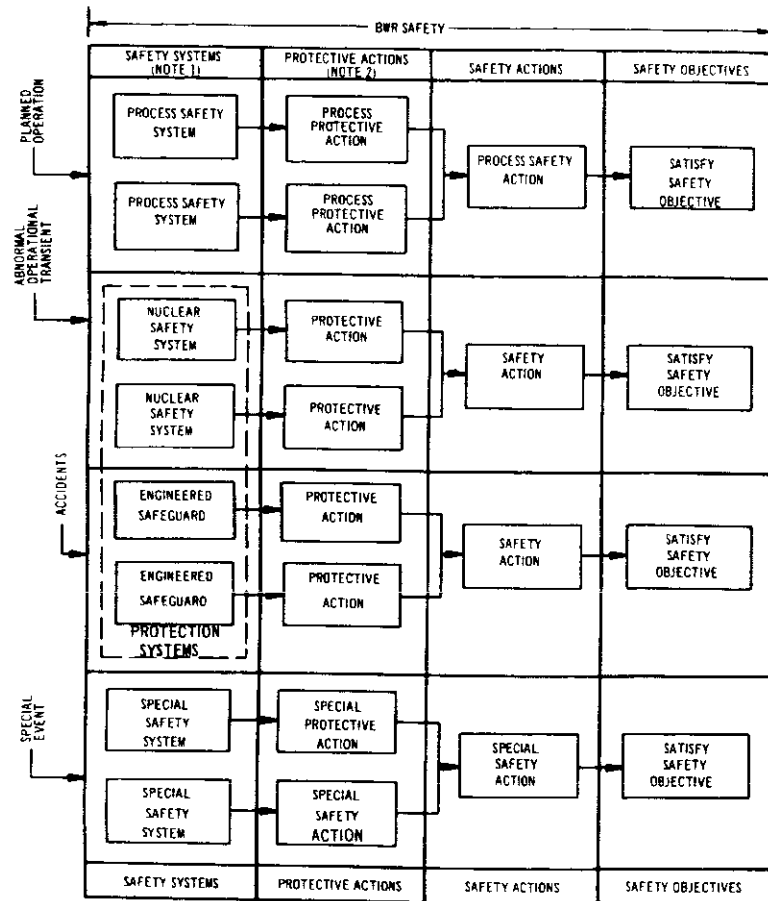 BWR SAFETY
SAFETY SYSTEMS
(NOTE 1)
PROTECTIVE ACTIONS
(NOTE 2)
SAFETY ACTIONS
SAFETY OBJECTIVES
PLANNED
OPERATION
PROCESS SAFETY
SYSTEM
PROCESS
PROTECTIVE
ACTION
PROCESS SAFETY
ACTION
SATISFY
SAFETY
OBJECTIVE
PROCESS SAFETY
SYSTEM
PROCESS
PROTECTIVE
ACTION
ABNORMAL
OPERATIONAL
TRANSIENT
NUCLEAR
SAFETY
SYSTEM
PROTECTIVE
ACTION
SAFETY
ACTION
SATISFY
SAFETY
OBJECTIVE
NUCLEAR
SAFETY
SYSTEM
PROTECTIVE
ACTION
ACCIDENTS
ENGINEERED
SAFEGUARD
PROTECTIVE
ACTION
SAFETY
ACTION
SATISFY
SAFETY
OBJECTIVE
ENGINEERED
SAFEGUARD
PROTECTIVE
ACTION
PROTECTION
SYSTEMS
SPECIAL
EVENT
SPECIAL
SAFETY
SYSTEM
SPECIAL
PROTECTIVE
ACTION
SPECIAL
SAFETY
ACTION
SATISFY
SAFETY
OBJECTIVE
SPECIAL
SAFETY
SYSTEM
SPECIAL
SAFETY
ACTION
SAFETY SYSTEMS
PROTECTIVE ACTIONS
SAFETY ACTIONS
SAFETY OBJECTIVES